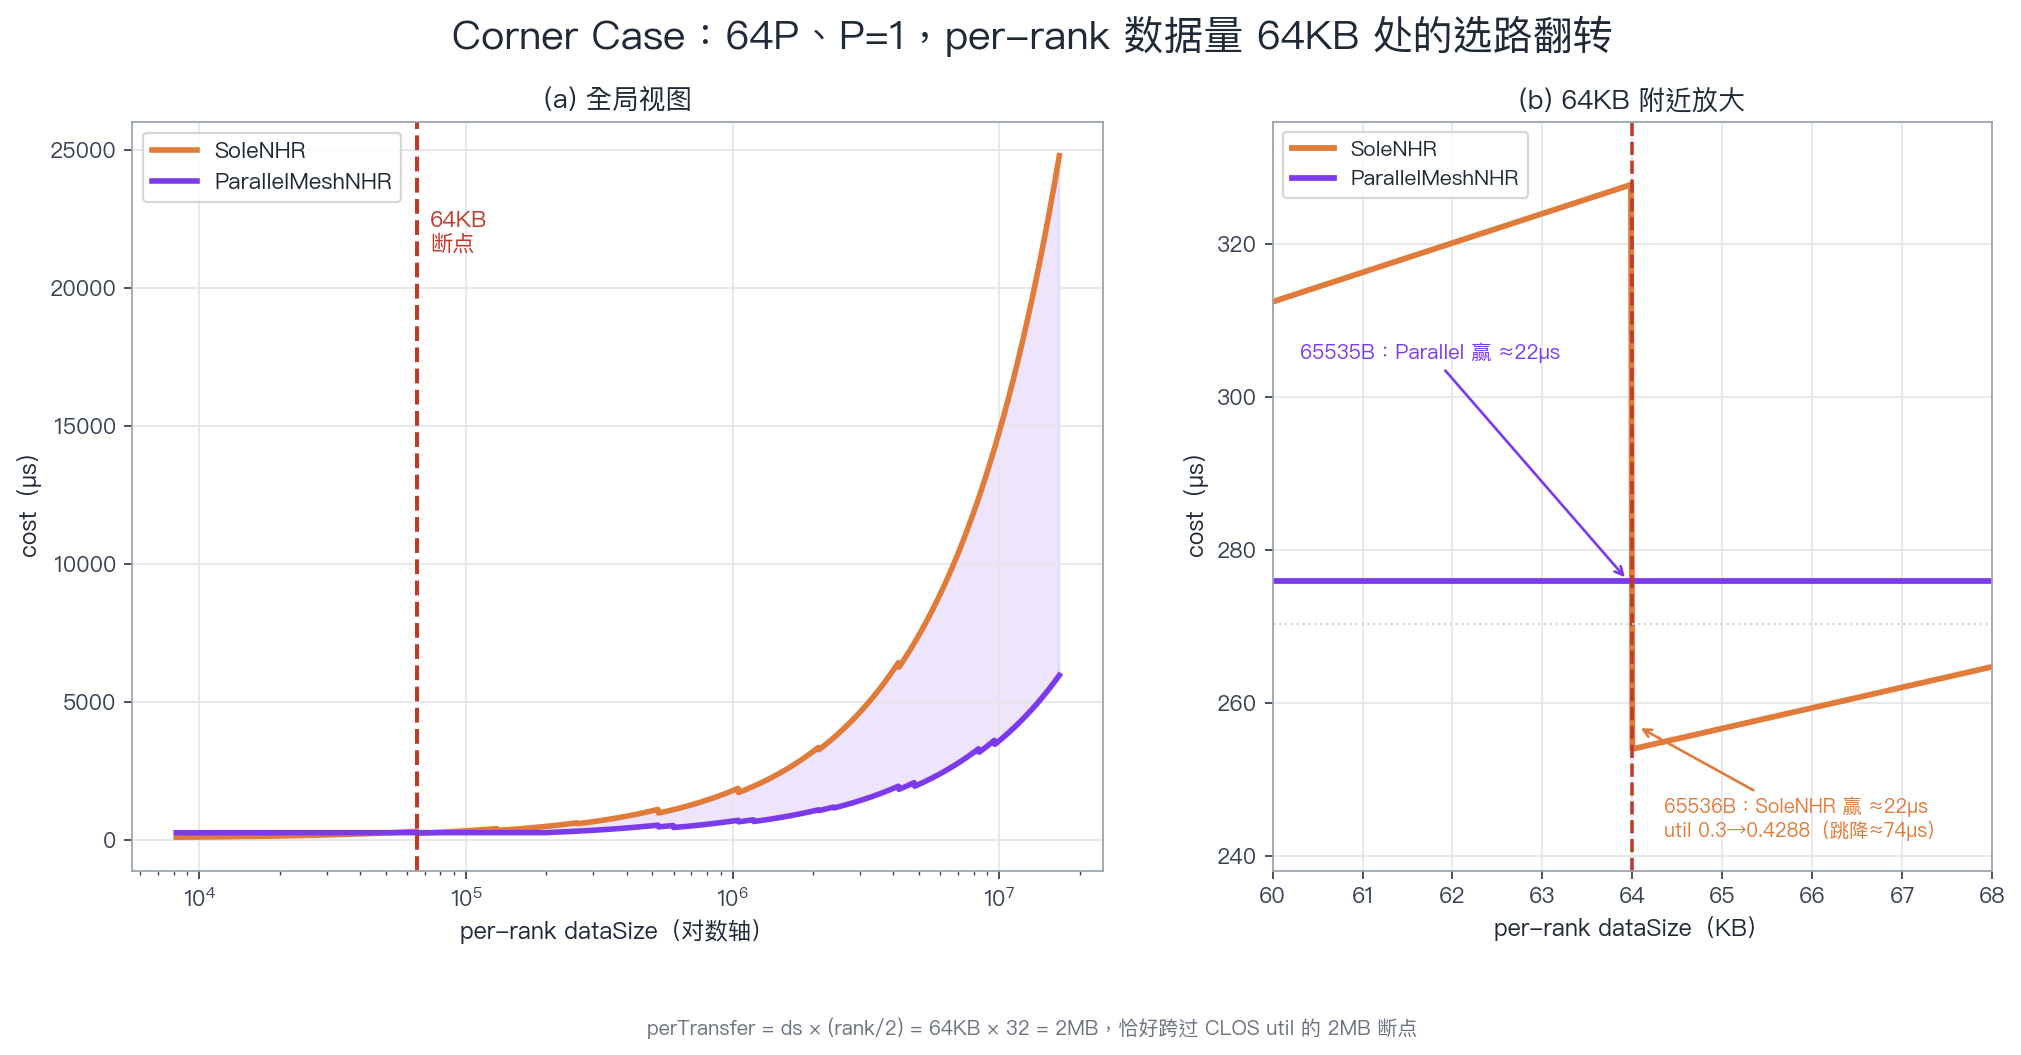 Corner Case：64P、P=1，per-rank 数据量 64KB 处的选路翻转
(a) 全局视图
25000
20000
15000
10000
5000
0
cost（µs）
SoleNHR
ParallelMeshNHR
64KB
断点
10⁴
10⁵
10⁶
10⁷
per-rank dataSize（对数轴）
(b) 64KB 附近放大
320
300
280
260
240
cost（µs）
SoleNHR
ParallelMeshNHR
65535B：Parallel 赢 ≈22µs
65536B：SoleNHR 赢 ≈22µs
util 0.3→0.4288（跳降≈74µs）
60
61
62
63
64
65
66
67
68
per-rank dataSize（KB）
perTransfer = ds × (rank/2) = 64KB × 32 = 2MB，恰好跨过 CLOS util 的 2MB 断点